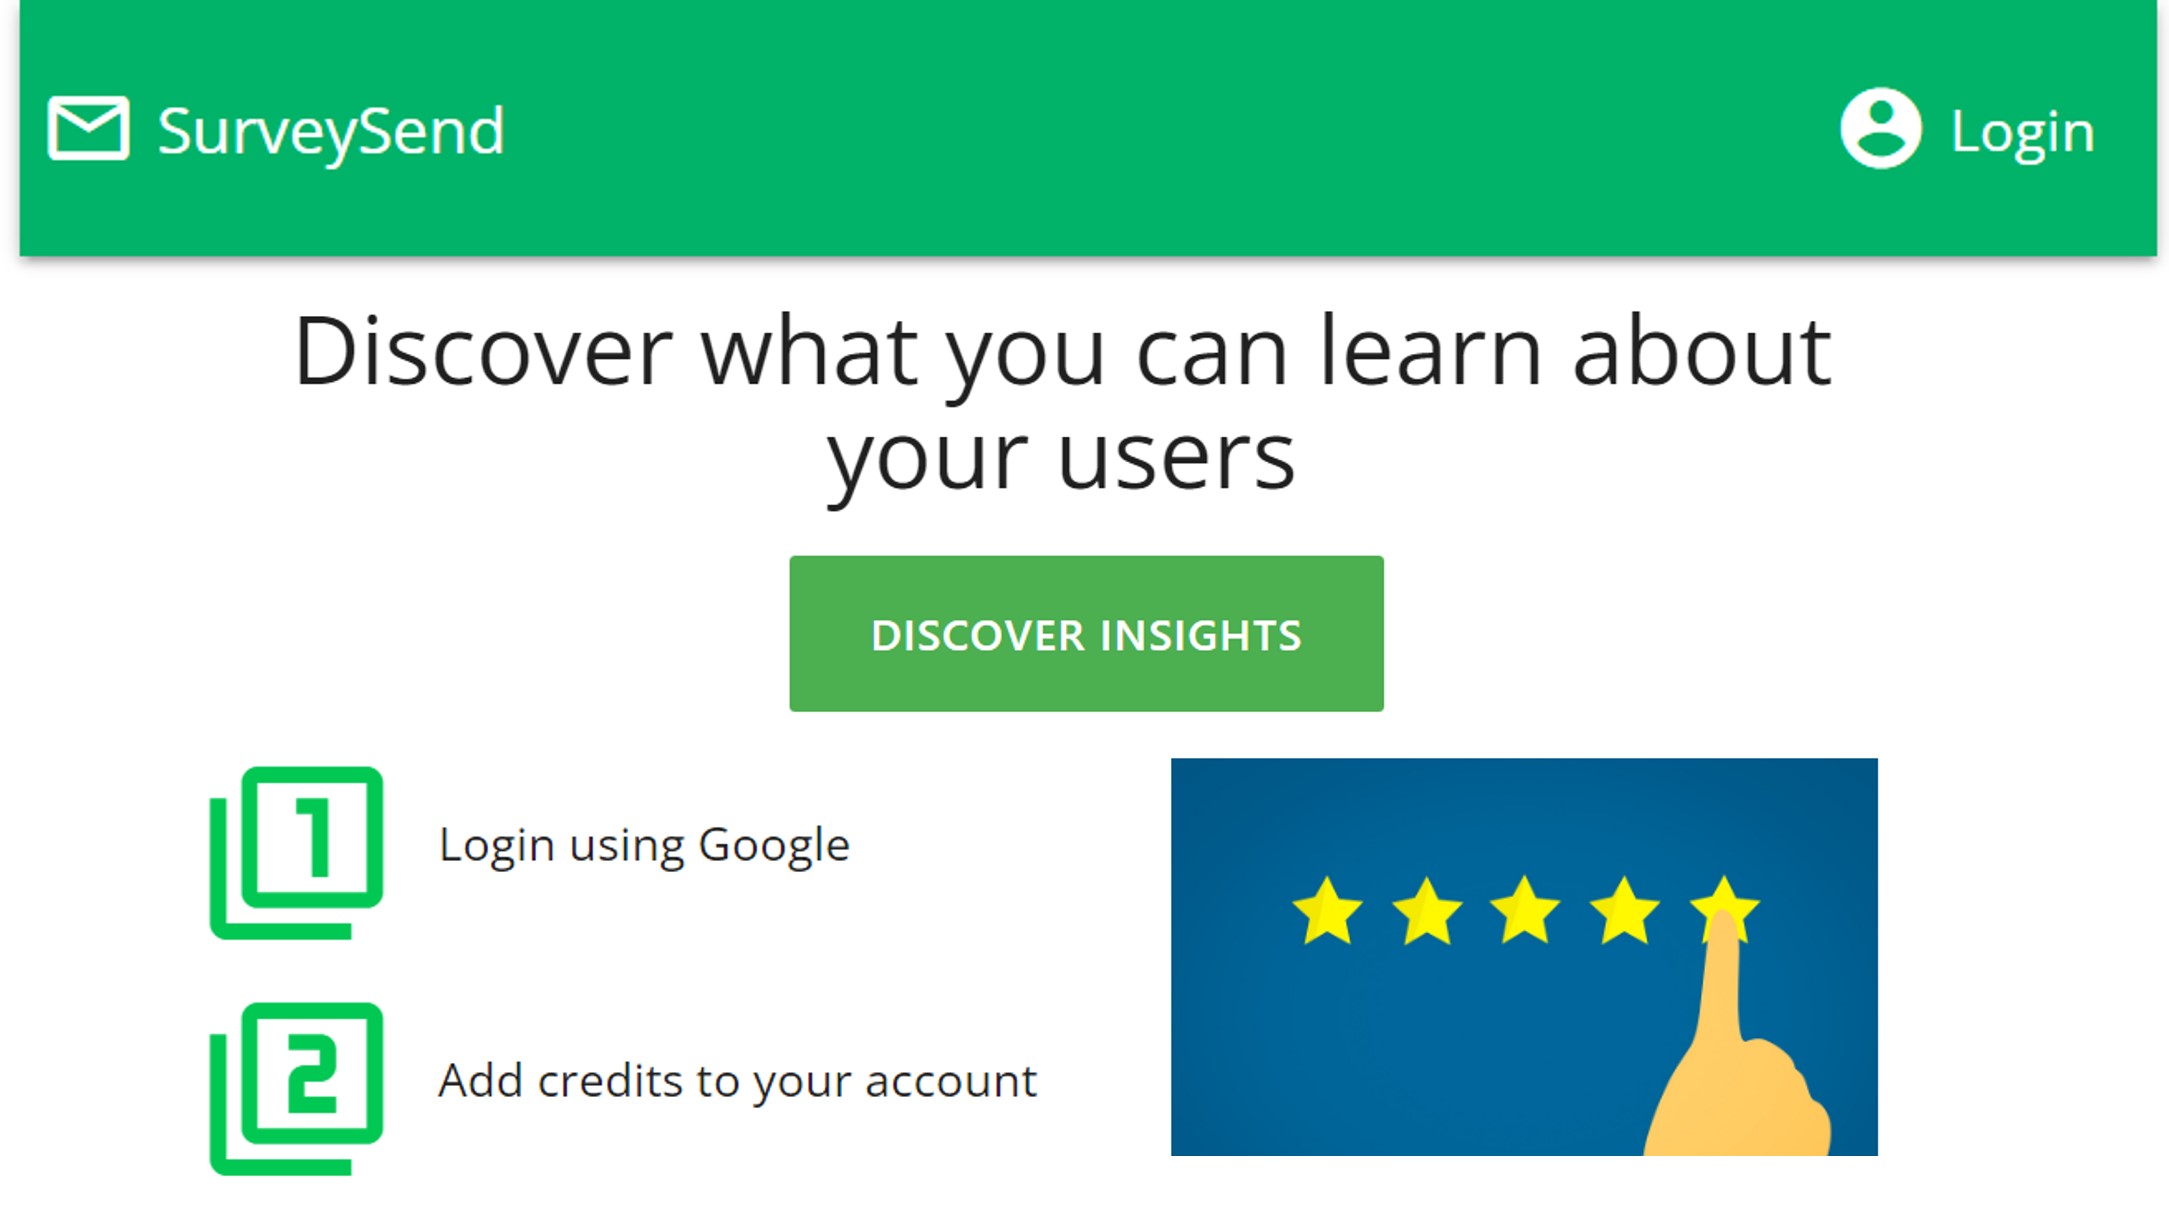 SurveySend
Login
Discover what you can learn about
your users
DISCOVER INSIGHTS
1
Login using Google
2
Add credits to your account